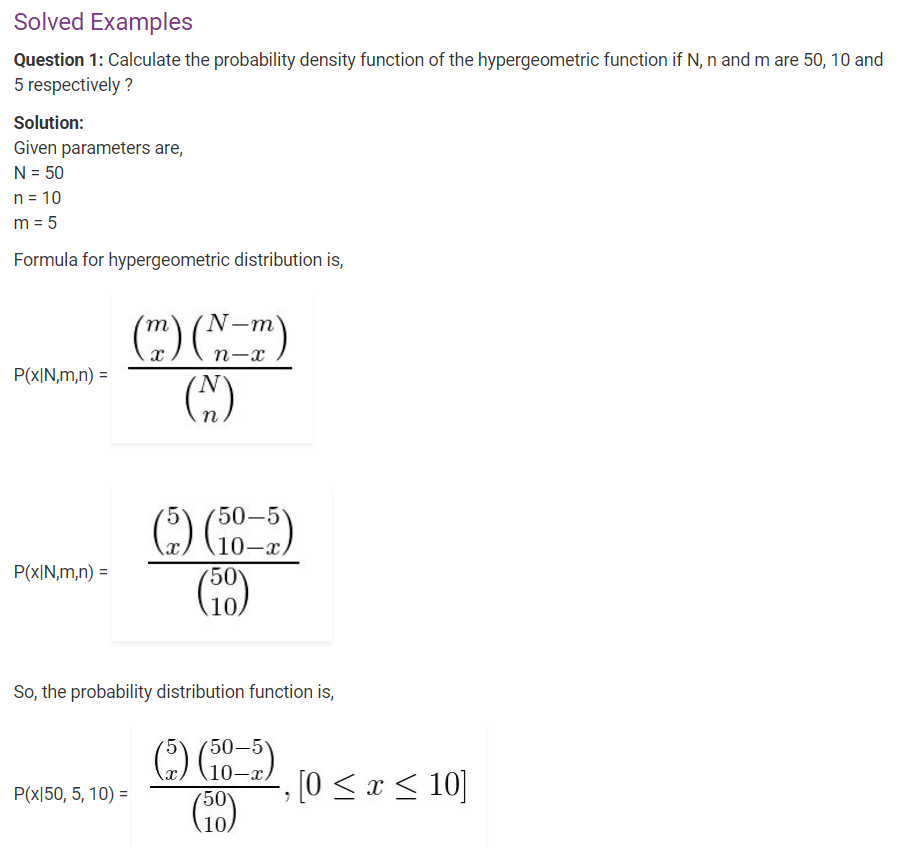 Solved Examples
Question 1: Calculate the probability density function of the hypergeometric function if N, n and m are 50, 10 and
5 respectively ?
Solution:
Given parameters are,
N = 50
n = 10
m = 5
Formula for hypergeometric distribution is,
P(x|N,m,n) = \frac{\binom{m}{x}\binom{N-m}{n-x}}{\binom{N}{n}}
P(x|N,m,n) = \frac{\binom{5}{x}\binom{50-5}{10-x}}{\binom{50}{10}}
So, the probability distribution function is,
P(x|50, 5, 10) = \frac{\binom{5}{x}\binom{50-5}{10-x}}{\binom{50}{10}}, [0 ≤ x ≤ 10]